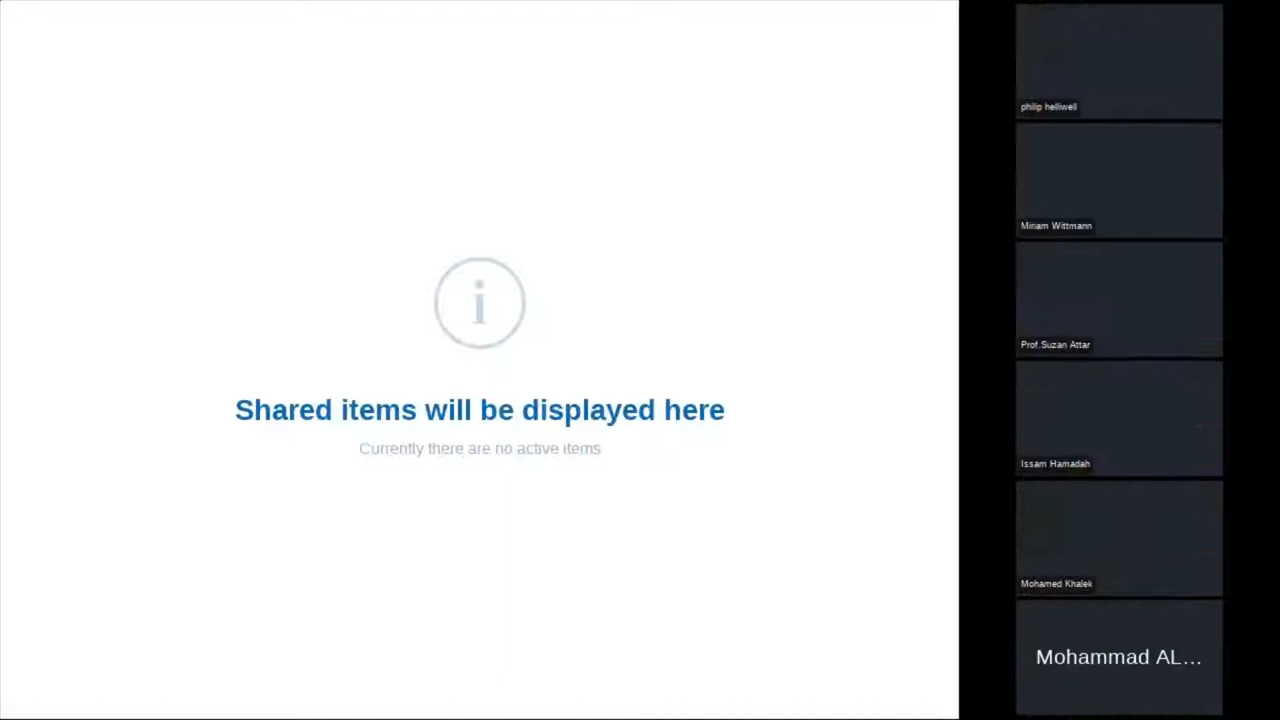 i
Shared items will be displayed here
Currently there are no active items
philip helliwell
Miriam Wittmann
Prof.Suzan Attar
Issam Hamadah
Mohamed Khalek
Mohammad AL...